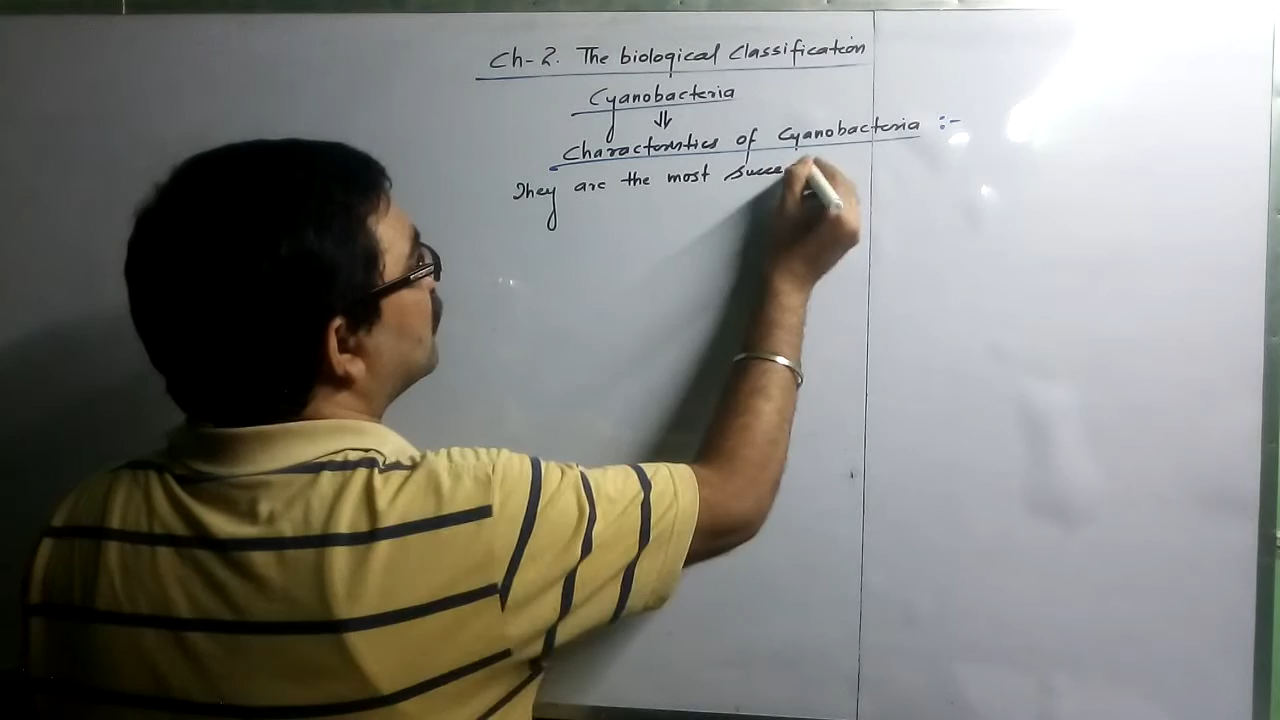 Ch-2. The biological Classification
Cyanobacteria
⇓
Characteristics of Cyanobacteria :-
They are the most succe